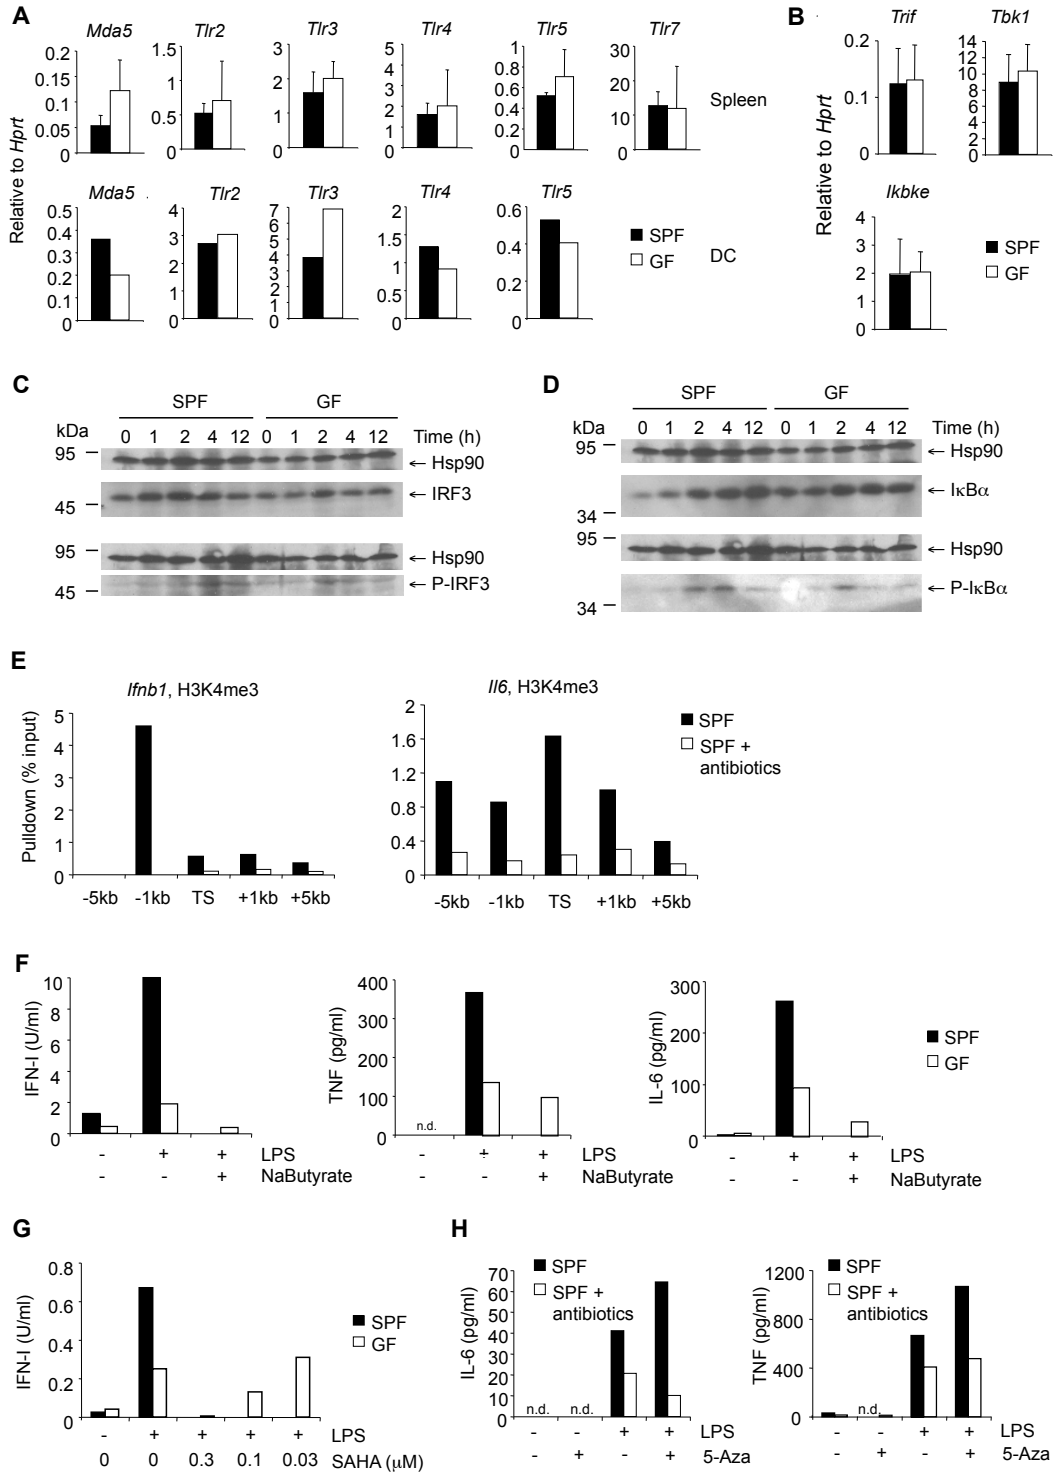 A
Mda5 Tlr2 Tlr3 Tlr4 Tlr5 Tlr7
0.2 0.15 0.1 0.05 0
1.5 1 0.5 0
3 2 1 0
5 4 3 2 1 0
1 0.8 0.6 0.4 0.2 0
30 20 10 0
Spleen
Relative to Hprt
Mda5 Tlr2 Tlr3 Tlr4 Tlr5
0.5 0.4 0.3 0.2 0.1 0
4 3 2 1 0
7 6 5 4 3 2 1 0
2 1.5 1 0.5 0
0.6 0.4 0.2 0
SPF
GF
DC
B
Trif Tbk1
0.2 0.1 0
14 12 10 8 6 4 2 0
Relative to Hprt
Ikbke
4 3 2 1 0
SPF
GF
C
SPF GF
kDa 0 1 2 4 12 0 1 2 4 12 Time (h)
95 ← Hsp90
← IRF3
45
95 ← Hsp90
← P-IRF3
45
D
SPF GF
kDa 0 1 2 4 12 0 1 2 4 12 Time (h)
95 ← Hsp90
← IκBα
34
95 ← Hsp90
← P-IκBα
34
E
Ifnb1, H3K4me3
Pulldown (% input)
5 4 3 2 1 0
-5kb -1kb TS +1kb +5kb
Il6, H3K4me3
2 1.6 1.2 0.8 0.4 0
-5kb -1kb TS +1kb +5kb
SPF
SPF +
antibiotics
F
IFN-I (U/ml)
10 8 6 4 2 0
- + + LPS
- - + NaButyrate
TNF (pg/ml)
400 300 200 100 0
n.d.
- + + LPS
- - + NaButyrate
IL-6 (pg/ml)
300 200 100 0
- + + LPS
- - + NaButyrate
SPF
GF
G
IFN-I (U/ml)
0.8 0.6 0.4 0.2 0
- + + + + LPS
0 0 0.3 0.1 0.03 SAHA (µM)
SPF
GF
H
IL-6 (pg/ml)
70 60 50 40 30 20 10 0
SPF
SPF +
antibiotics
n.d. n.d.
- - + + LPS
- + - + 5-Aza
TNF (pg/ml)
1200 800 400 0
SPF
SPF +
antibiotics
n.d.
- - + + LPS
- + - + 5-Aza